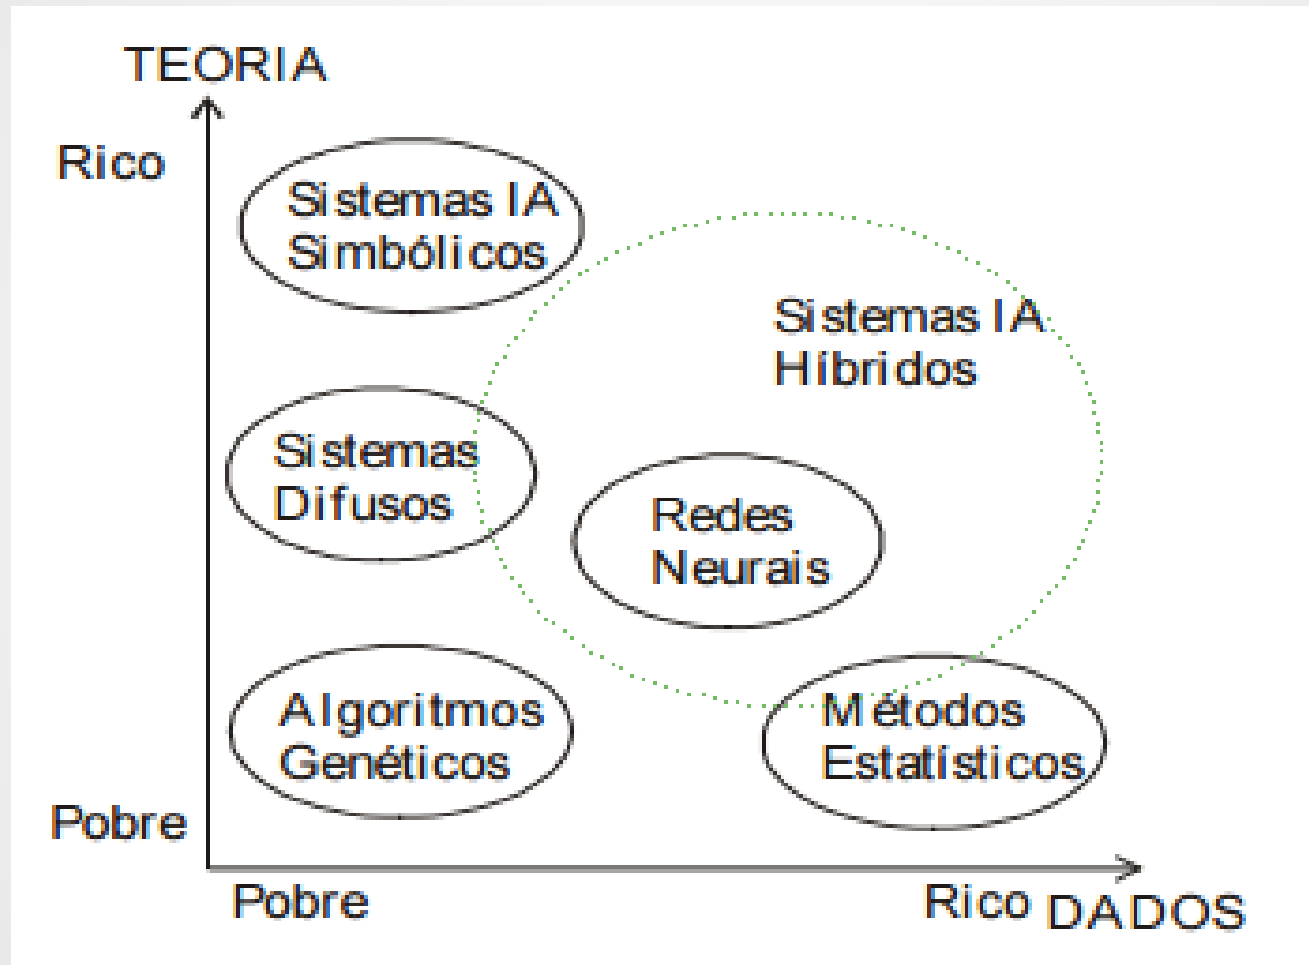 TEORIA
Rico
Sistemas IA
Simbólicos
Sistemas IA
Híbridos
Sistemas
Difusos
Redes
Neurais
Algoritmos
Genéticos
Métodos
Estatísticos
Pobre
Pobre
Rico
DADOS